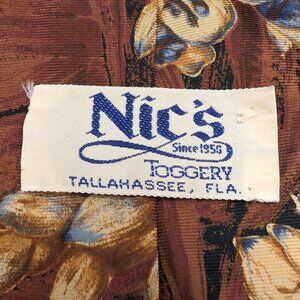 Nic's
Since 1950
TOGGERY
TALLAHASSEE, FLA.